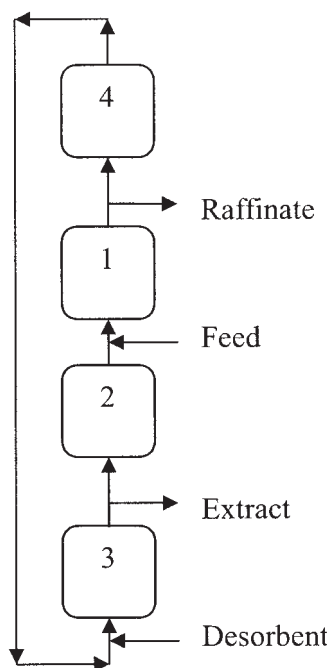 4
Raffinate
1
Feed
2
Extract
3
Desorbent